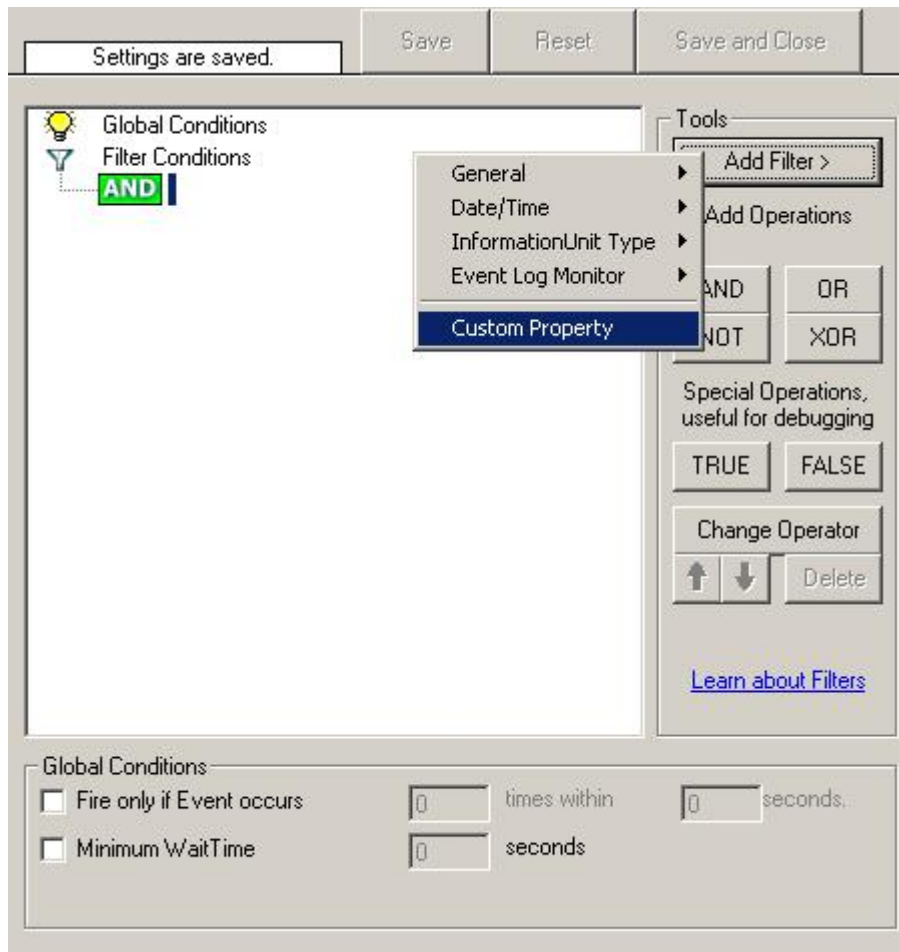 Settings are saved.
Save
Reset
Save and Close
Global Conditions
Filter Conditions
AND
General
Date/Time
InformationUnit Type
Event Log Monitor
Custom Property
Tools
Add Filter >
Add Operations
AND
OR
NOT
XOR
Special Operations,
useful for debugging
TRUE
FALSE
Change Operator
Delete
Learn about Filters
Global Conditions
Fire only if Event occurs 0 times within 0 seconds.
Minimum WaitTime 0 seconds